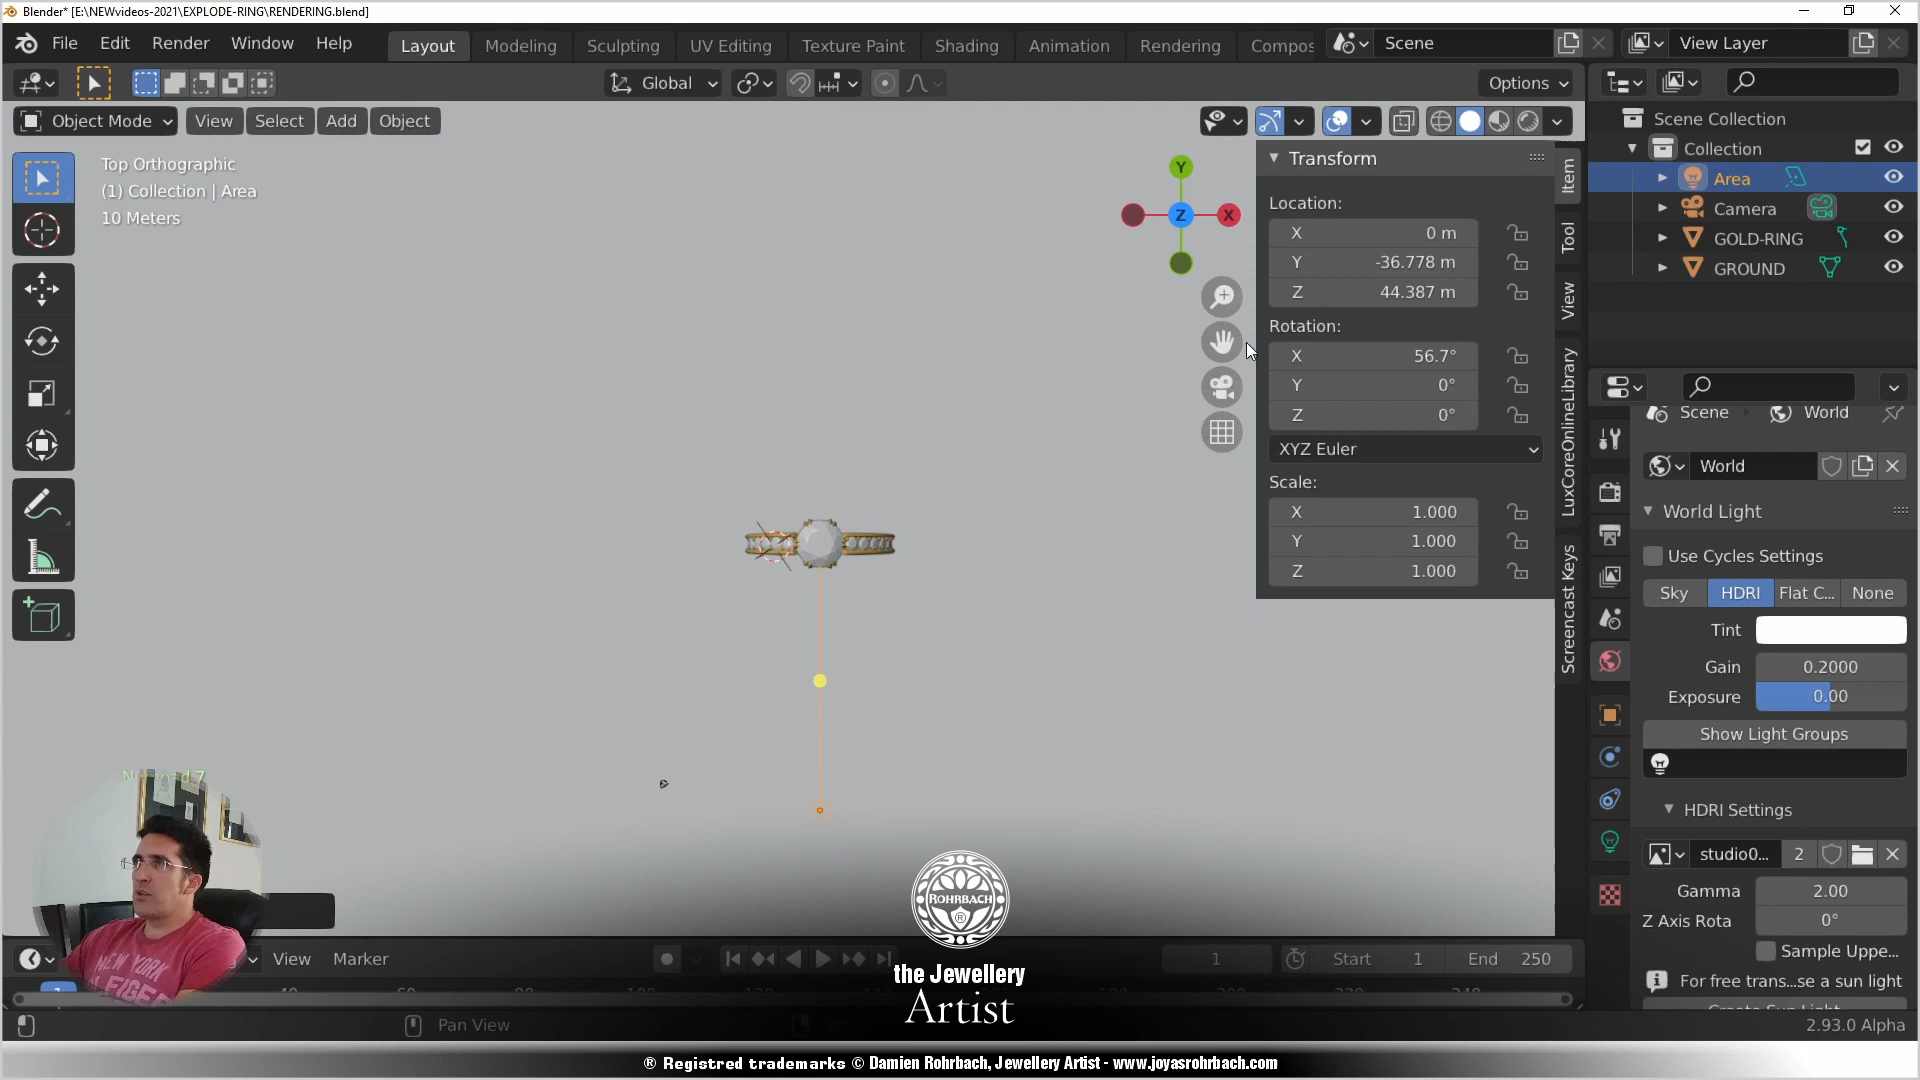 Blender* [E:\NEWvideos-2021\EXPLODE-RING\RENDERING.blend]
File Edit Render Window Help
Layout Modeling Sculpting UV Editing Texture Paint Shading Animation Rendering Compos
Scene
View Layer
Global
Options
Object Mode View Select Add Object
Top Orthographic
(1) Collection | Area
10 Meters
Y
Z
X
Transform
Location:
X 0 m
Y -36.778 m
Z 44.387 m
Rotation:
X 56.7°
Y 0°
Z 0°
XYZ Euler
Scale:
X 1.000
Y 1.000
Z 1.000
Item
Tool
View
LuxCoreOnlineLibrary
Screencast Keys
Scene Collection
Collection
Area
Camera
GOLD-RING
GROUND
Scene World
World
World Light
Use Cycles Settings
Sky HDRI Flat C... None
Tint
Gain 0.2000
Exposure 0.00
Show Light Groups
HDRI Settings
studio0... 2
Gamma 2.00
Z Axis Rota 0°
Sample Uppe...
For free trans...se a sun light
NEW YORK
View Marker
1
Start 1
End 250
Pan View
2.93.0 Alpha
ROHRBACH
®
the Jewellery
Artist
® Registred trademarks © Damien Rohrbach, Jewellery Artist - www.joyasrohrbach.com